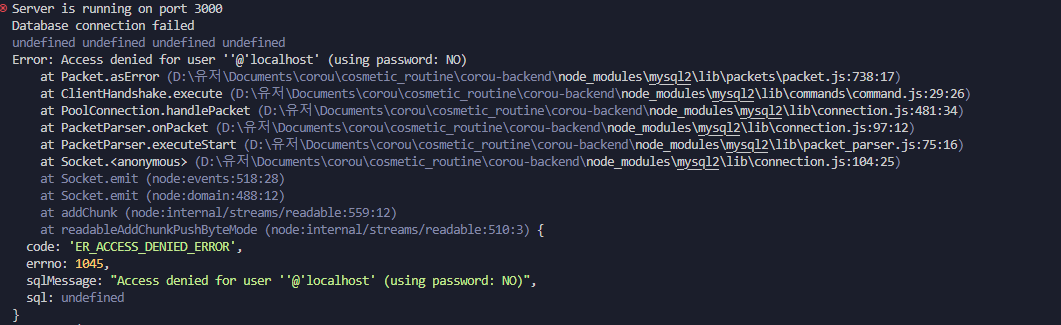 Server is running on port 3000
Database connection failed
undefined undefined undefined undefined
Error: Access denied for user ''@'localhost' (using password: NO)
    at Packet.asError (D:\유저\Documents\corou\cosmetic_routine\corou-backend\node_modules\mysql2\lib\packets\packet.js:738:17)
    at ClientHandshake.execute (D:\유저\Documents\corou\cosmetic_routine\corou-backend\node_modules\mysql2\lib\commands\command.js:29:26)
    at PoolConnection.handlePacket (D:\유저\Documents\corou\cosmetic_routine\corou-backend\node_modules\mysql2\lib\connection.js:481:34)
    at PacketParser.onPacket (D:\유저\Documents\corou\cosmetic_routine\corou-backend\node_modules\mysql2\lib\connection.js:97:12)
    at PacketParser.executeStart (D:\유저\Documents\corou\cosmetic_routine\corou-backend\node_modules\mysql2\lib\packet_parser.js:75:16)
    at Socket.<anonymous> (D:\유저\Documents\corou\cosmetic_routine\corou-backend\node_modules\mysql2\lib\connection.js:104:25)
    at Socket.emit (node:events:518:28)
    at Socket.emit (node:domain:488:12)
    at addChunk (node:internal/streams/readable:559:12)
    at readableAddChunkPushByteMode (node:internal/streams/readable:510:3) {
  code: 'ER_ACCESS_DENIED_ERROR',
  errno: 1045,
  sqlMessage: "Access denied for user ''@'localhost' (using password: NO)",
  sql: undefined
}